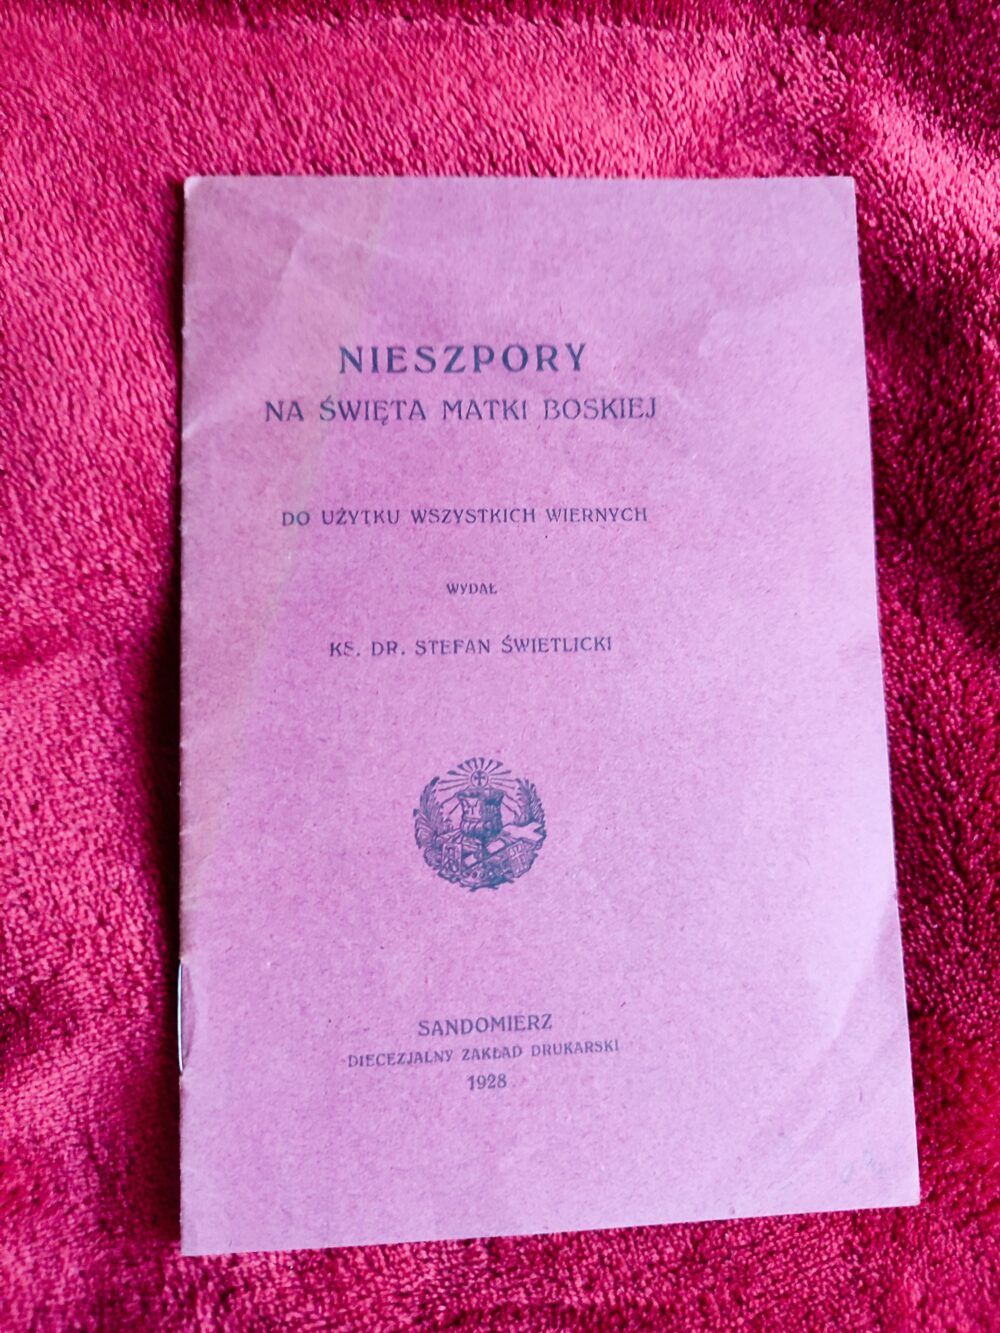 NIESZPORY
NA ŚWIĘTA MATKI BOSKIEJ
DO UŻYTKU WSZYSTKICH WIERNYCH
WYDAŁ
KS. DR. STEFAN ŚWIETLICKI
SANDOMIERZ
DIECEZJALNY ZAKŁAD DRUKARSKI
1928